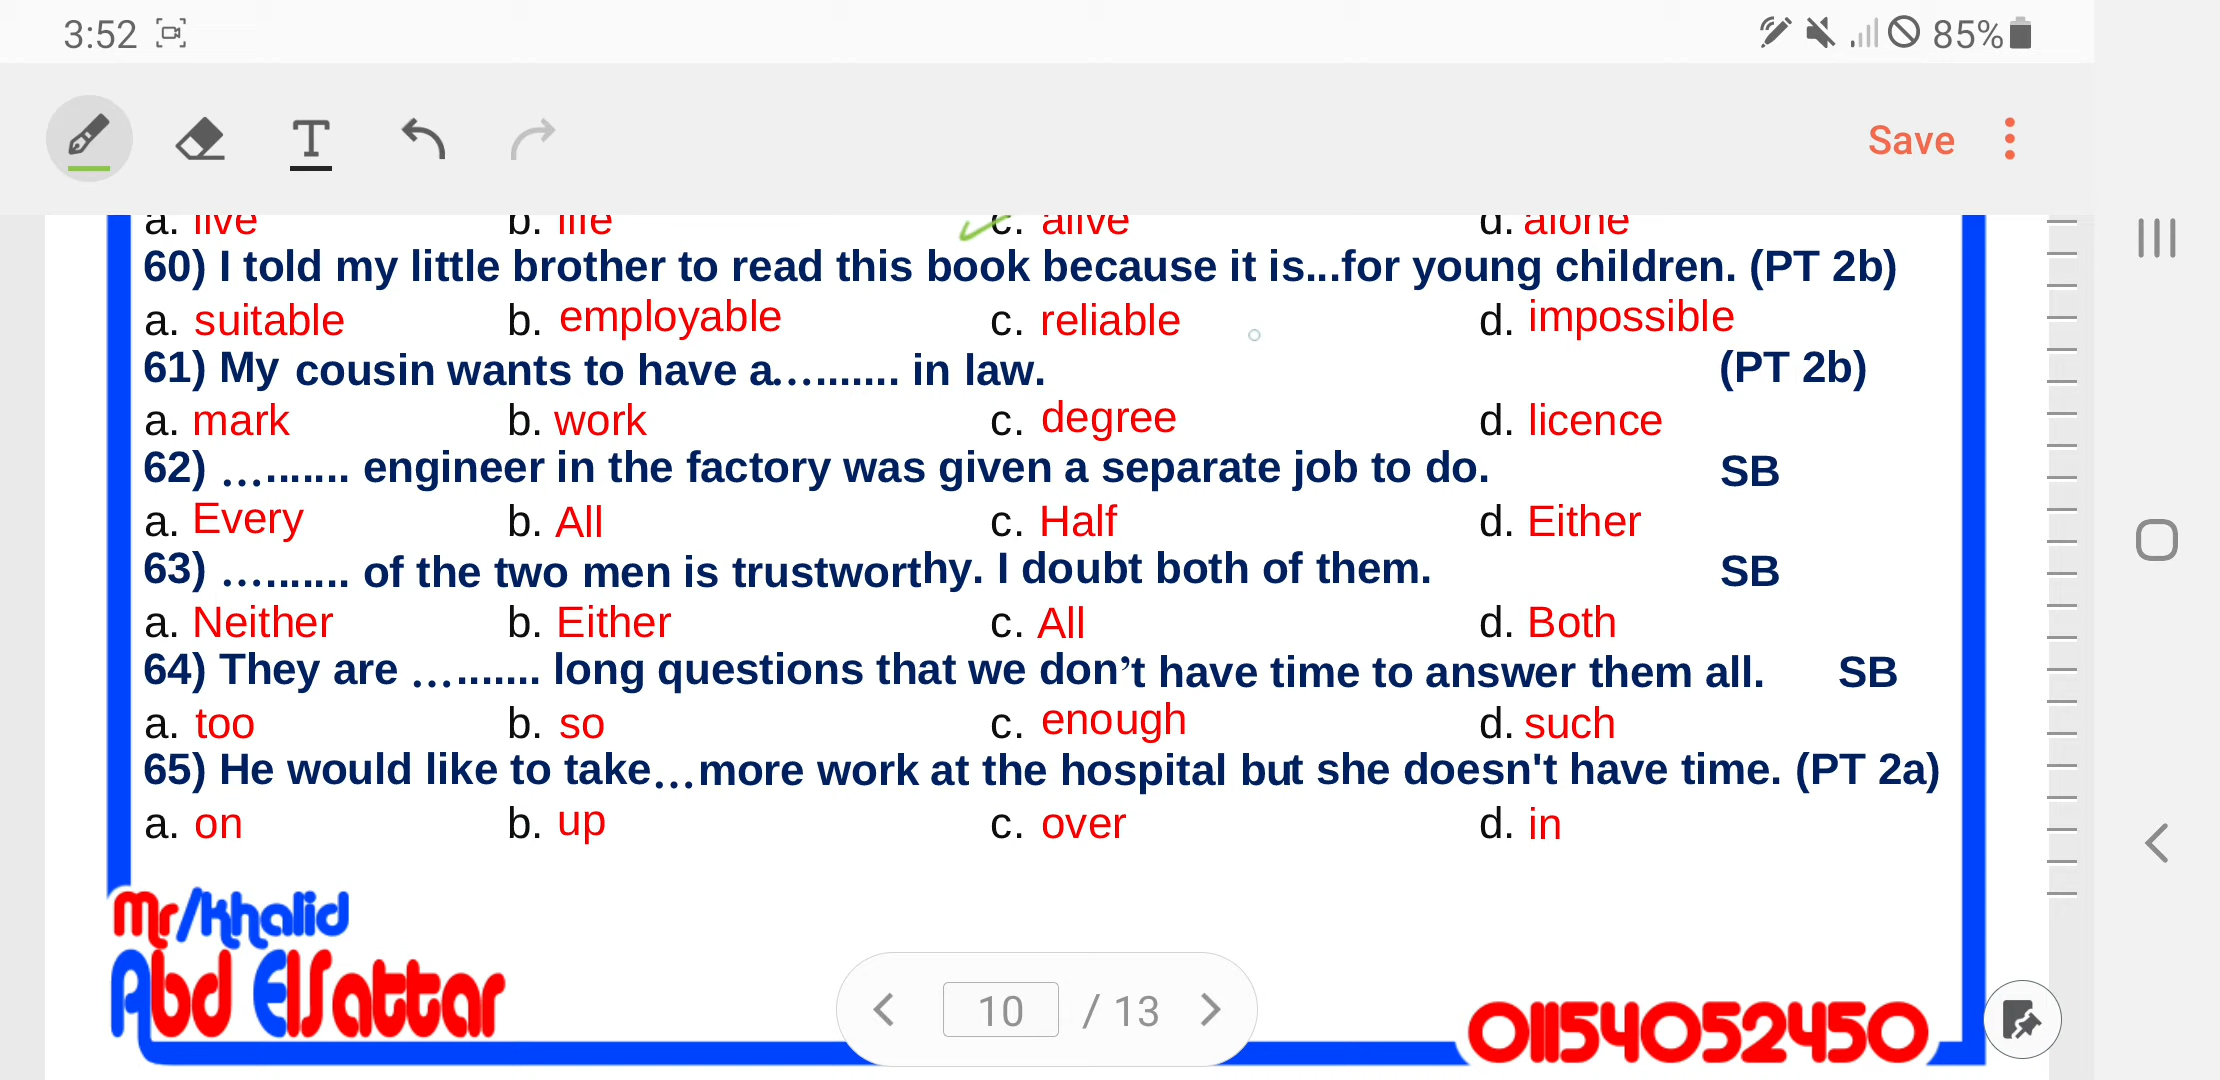 3:52 85%
T Save
a. live b. life c. alive d. alone
60) I told my little brother to read this book because it is...for young children. (PT 2b)
a. suitable b. employable c. reliable d. impossible
61) My cousin wants to have a.......... in law. (PT 2b)
a. mark b. work c. degree d. licence
62) .......... engineer in the factory was given a separate job to do. SB
a. Every b. All c. Half d. Either
63) .......... of the two men is trustworthy. I doubt both of them. SB
a. Neither b. Either c. All d. Both
64) They are .......... long questions that we don’t have time to answer them all. SB
a. too b. so c. enough d. such
65) He would like to take...more work at the hospital but she doesn't have time. (PT 2a)
a. on b. up c. over d. in
Mr/Khalid
Abd ElSattar
10 / 13
01154052450